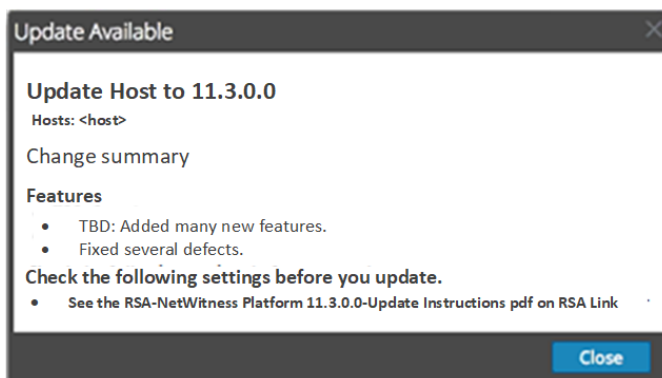 Update Available
Update Host to 11.3.0.0
Hosts: <host>
Change summary
Features
• TBD: Added many new features.
• Fixed several defects.
Check the following settings before you update.
• See the RSA-NetWitness Platform 11.3.0.0-Update Instructions pdf on RSA Link
Close